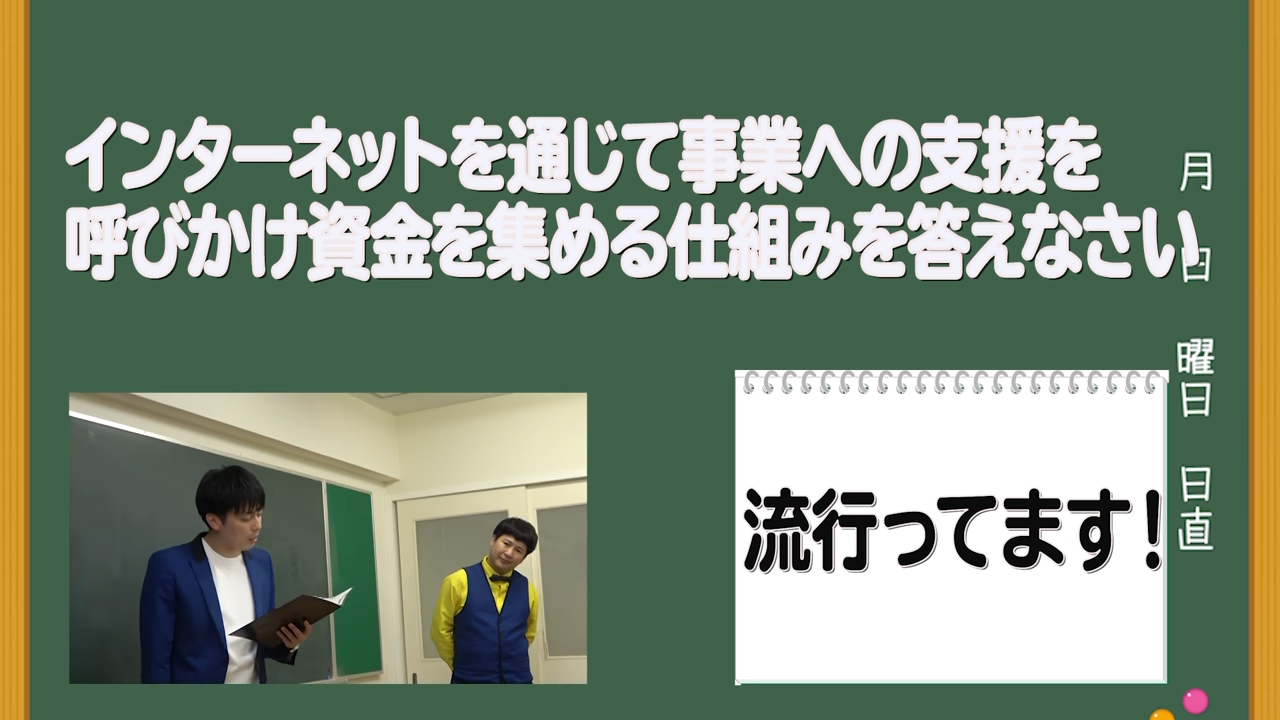 インターネットを通じて事業への支援を
呼びかけ資金を集める仕組みを答えなさい
流行ってます!
月
日
曜日
日直